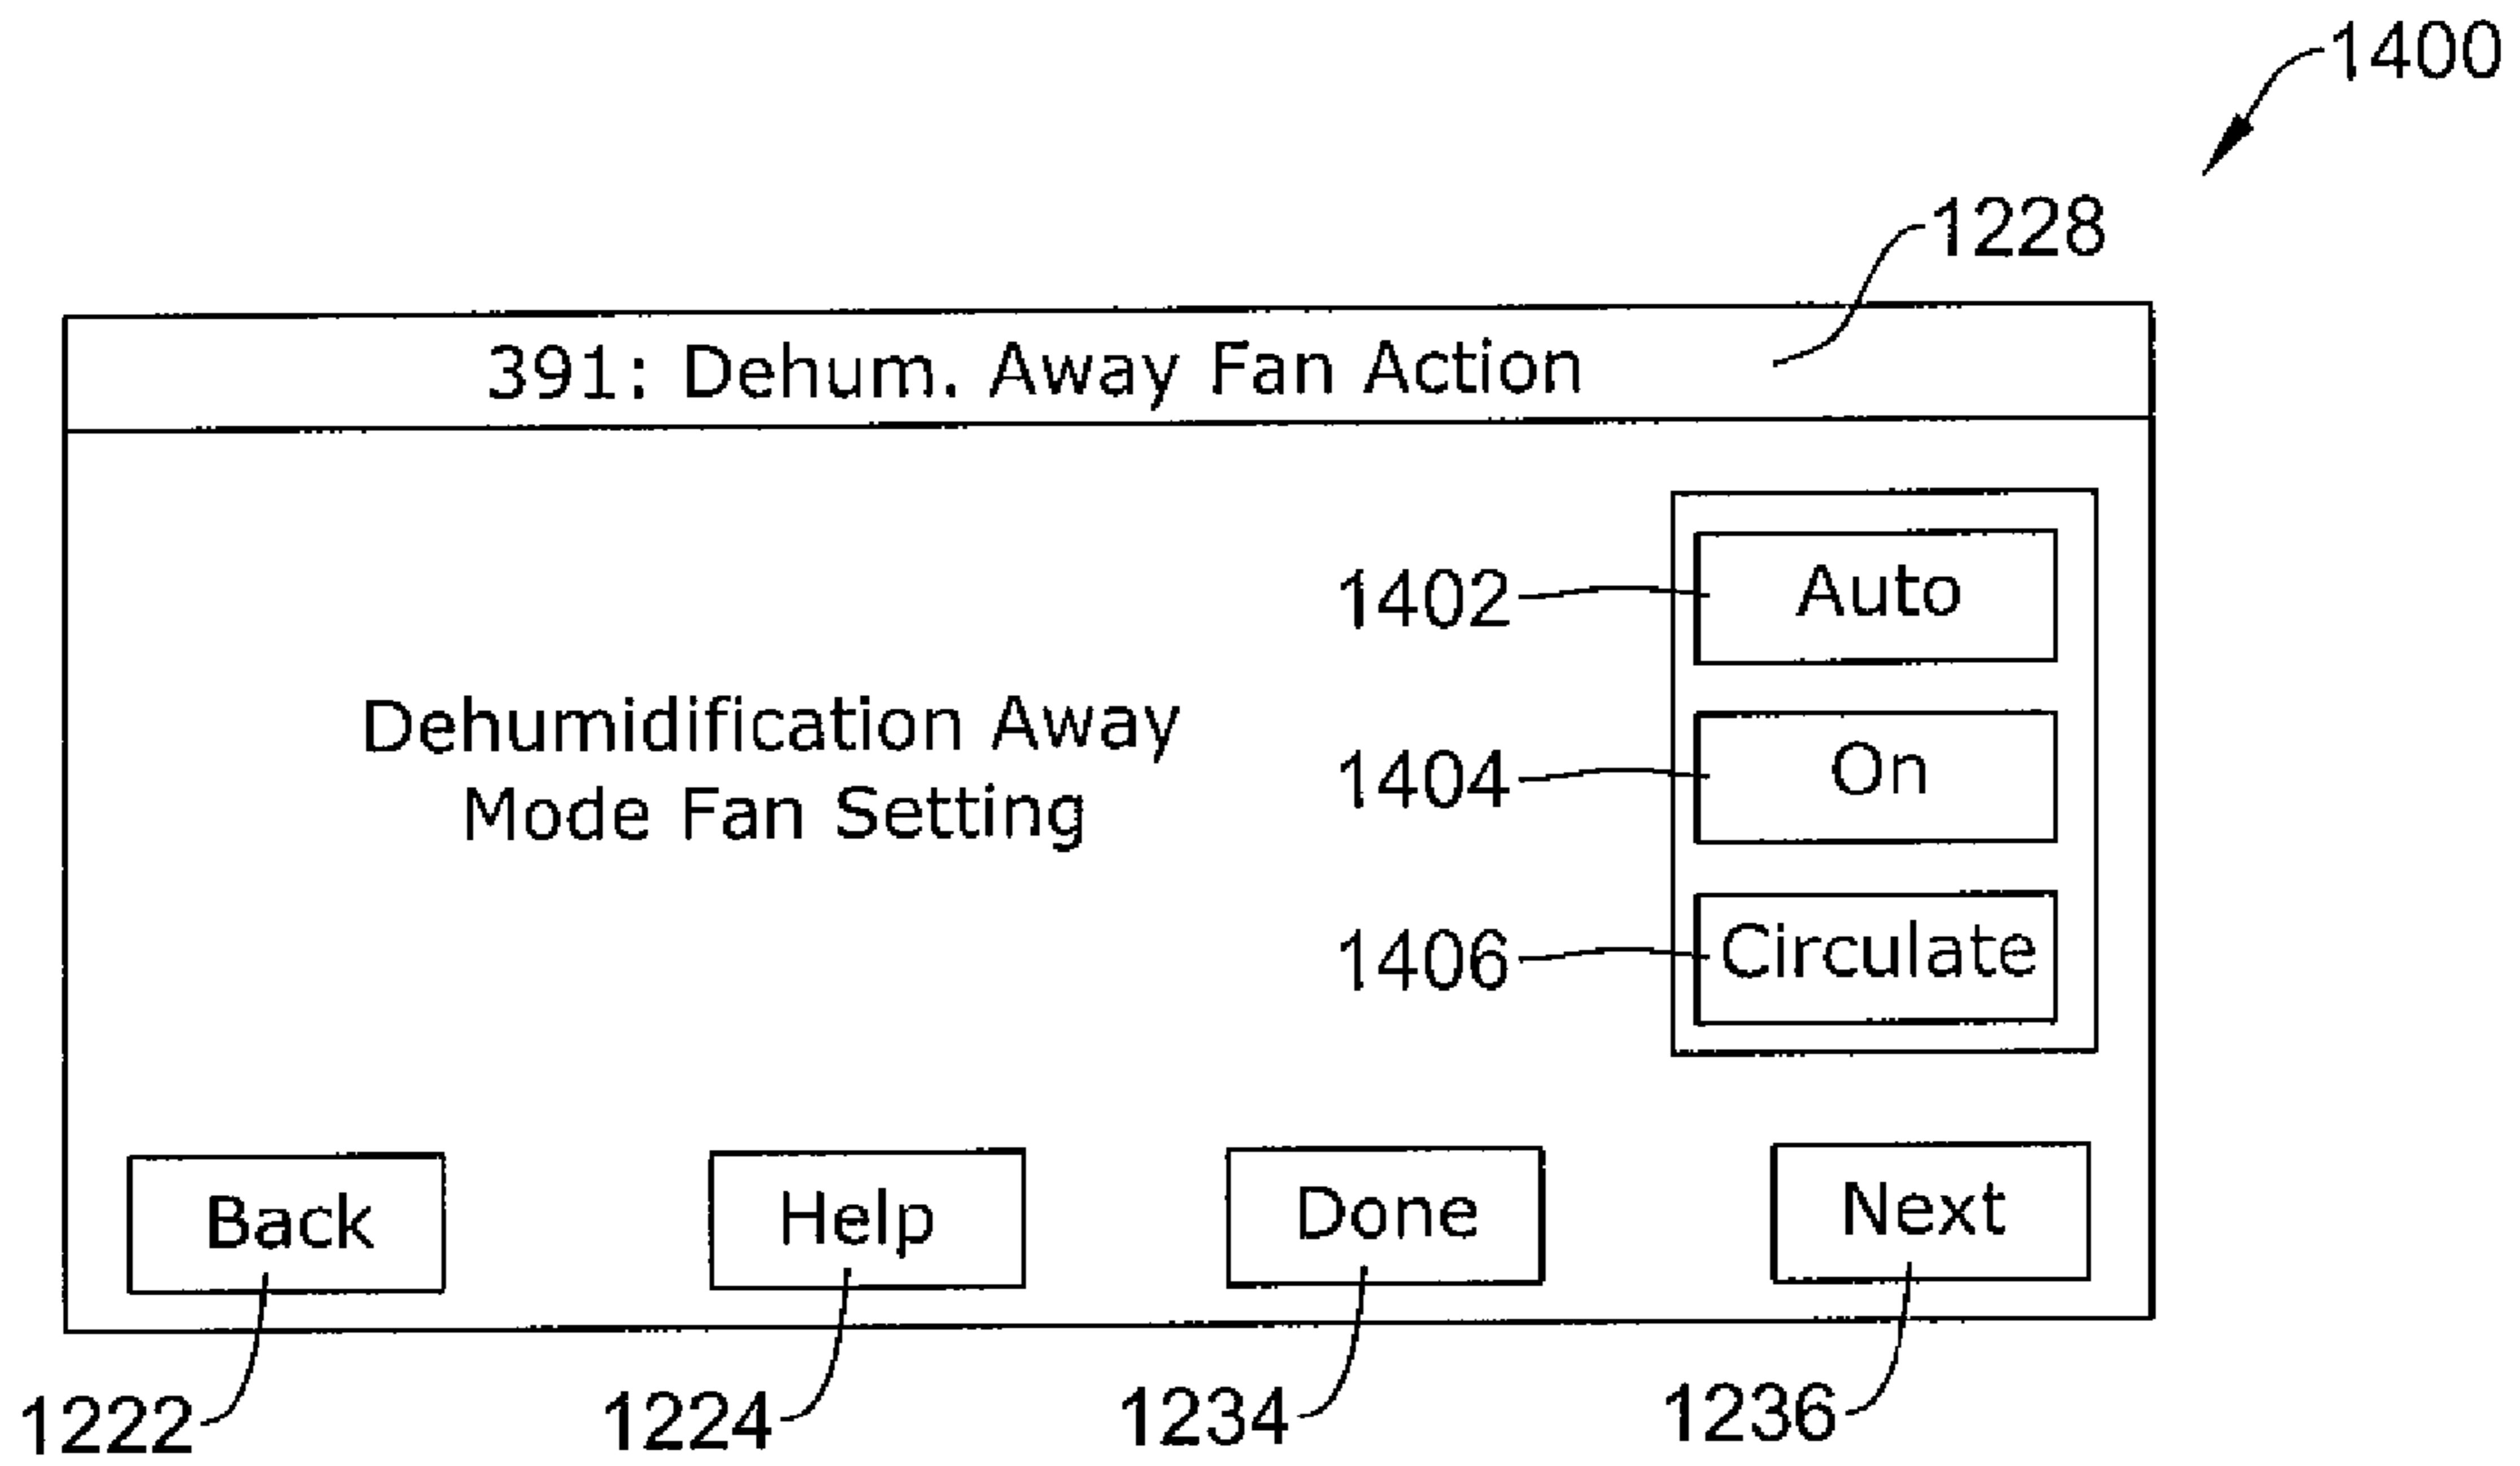 1400
1228
391: Dehum. Away Fan Action
1402
Auto
Dehumidification Away
Mode Fan Setting
1404
On
1406
Circulate
Back
Help
Done
Next
1222
1224
1234
1236